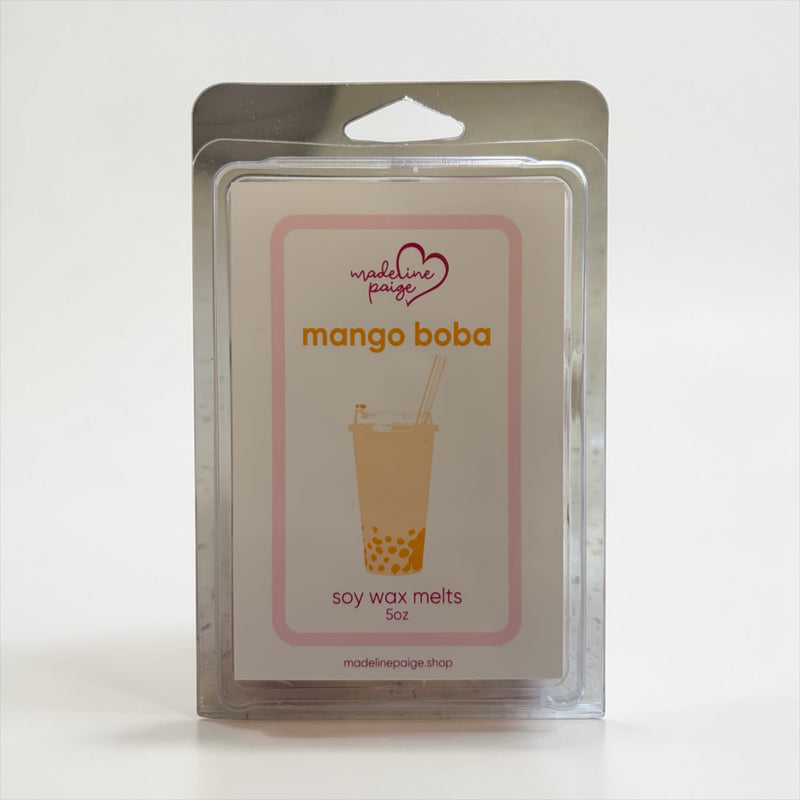 madeline
paige
mango boba
soy wax melts
5oz
madelinepaige.shop